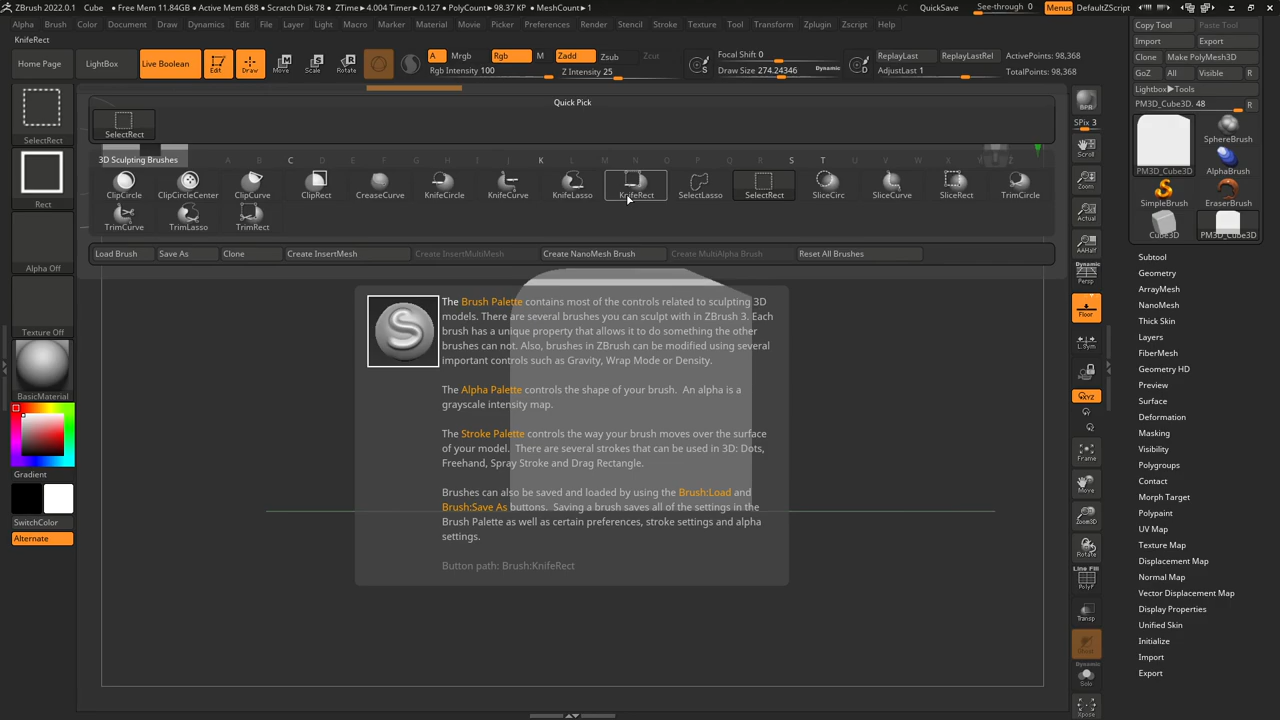 ZBrush 2022.0.1 Cube • Free Mem 11.84GB • Active Mem 688 • Scratch Disk 78 • ZTime▸4.004 Timer▸0.127 • PolyCount▸98.37 KP • MeshCount▸1 AC QuickSave See-through 0 Menus DefaultZScript
Alpha Brush Color Document Draw Dynamics Edit File Layer Light Macro Marker Material Movie Picker Preferences Render Stencil Stroke Texture Tool Transform Zplugin Zscript Help
KnifeRect
Home Page LightBox Live Boolean Edit Draw Move Scale Rotate
A Mrgb Rgb M Zadd Zsub Zcut
Rgb Intensity 100 Z Intensity 25
S Focal Shift 0
Draw Size 274.24346 Dynamic D
ReplayLast ReplayLastRel ActivePoints: 98,368
AdjustLast 1 TotalPoints: 98,368
SelectRect
Rect
Alpha Off
Texture Off
BasicMaterial
Gradient
SwitchColor
Alternate
Quick Pick
SelectRect
3D Sculpting Brushes A B C D E F G H I J K L M N O P Q R S T U V W X Y Z
ClipCircle ClipCircleCenter ClipCurve ClipRect CreaseCurve KnifeCircle KnifeCurve KnifeLasso KnifeRect SelectLasso SelectRect SliceCirc SliceCurve SliceRect TrimCircle
TrimCurve TrimLasso TrimRect
Load Brush Save As Clone Create InsertMesh Create InsertMultiMesh Create NanoMesh Brush Create MultiAlpha Brush Reset All Brushes
The Brush Palette contains most of the controls related to sculpting 3D
models. There are several brushes you can sculpt with in ZBrush 3. Each
brush has a unique property that allows it to do something the other
brushes can not. Also, brushes in ZBrush can be modified using several
important controls such as Gravity, Wrap Mode or Density.
The Alpha Palette controls the shape of your brush. An alpha is a
grayscale intensity map.
The Stroke Palette controls the way your brush moves over the surface
of your model. There are several strokes that can be used in 3D: Dots,
Freehand, Spray Stroke and Drag Rectangle.
Brushes can also be saved and loaded by using the Brush:Load and
Brush:Save As buttons. Saving a brush saves all of the settings in the
Brush Palette as well as certain preferences, stroke settings and alpha
settings.
Button path: Brush:KnifeRect
BPR
SPix 3
Scroll
Zoom
Actual
AAHalf
Dynamic
Persp
Floor
L.Sym
XYZ
Frame
Move
Zoom3D
Rotate
Line Fill
PolyF
Transp
Ghost
Dynamic
Solo
Xpose
Copy Tool Paste Tool
Import Export
Clone Make PolyMesh3D
GoZ All Visible R
Lightbox▸Tools
PM3D_Cube3D. 48 R
PM3D_Cube3D SphereBrush
AlphaBrush
SimpleBrush EraserBrush
Cube3D PM3D_Cube3D
Subtool
Geometry
ArrayMesh
NanoMesh
Thick Skin
Layers
FiberMesh
Geometry HD
Preview
Surface
Deformation
Masking
Visibility
Polygroups
Contact
Morph Target
Polypaint
UV Map
Texture Map
Displacement Map
Normal Map
Vector Displacement Map
Display Properties
Unified Skin
Initialize
Import
Export